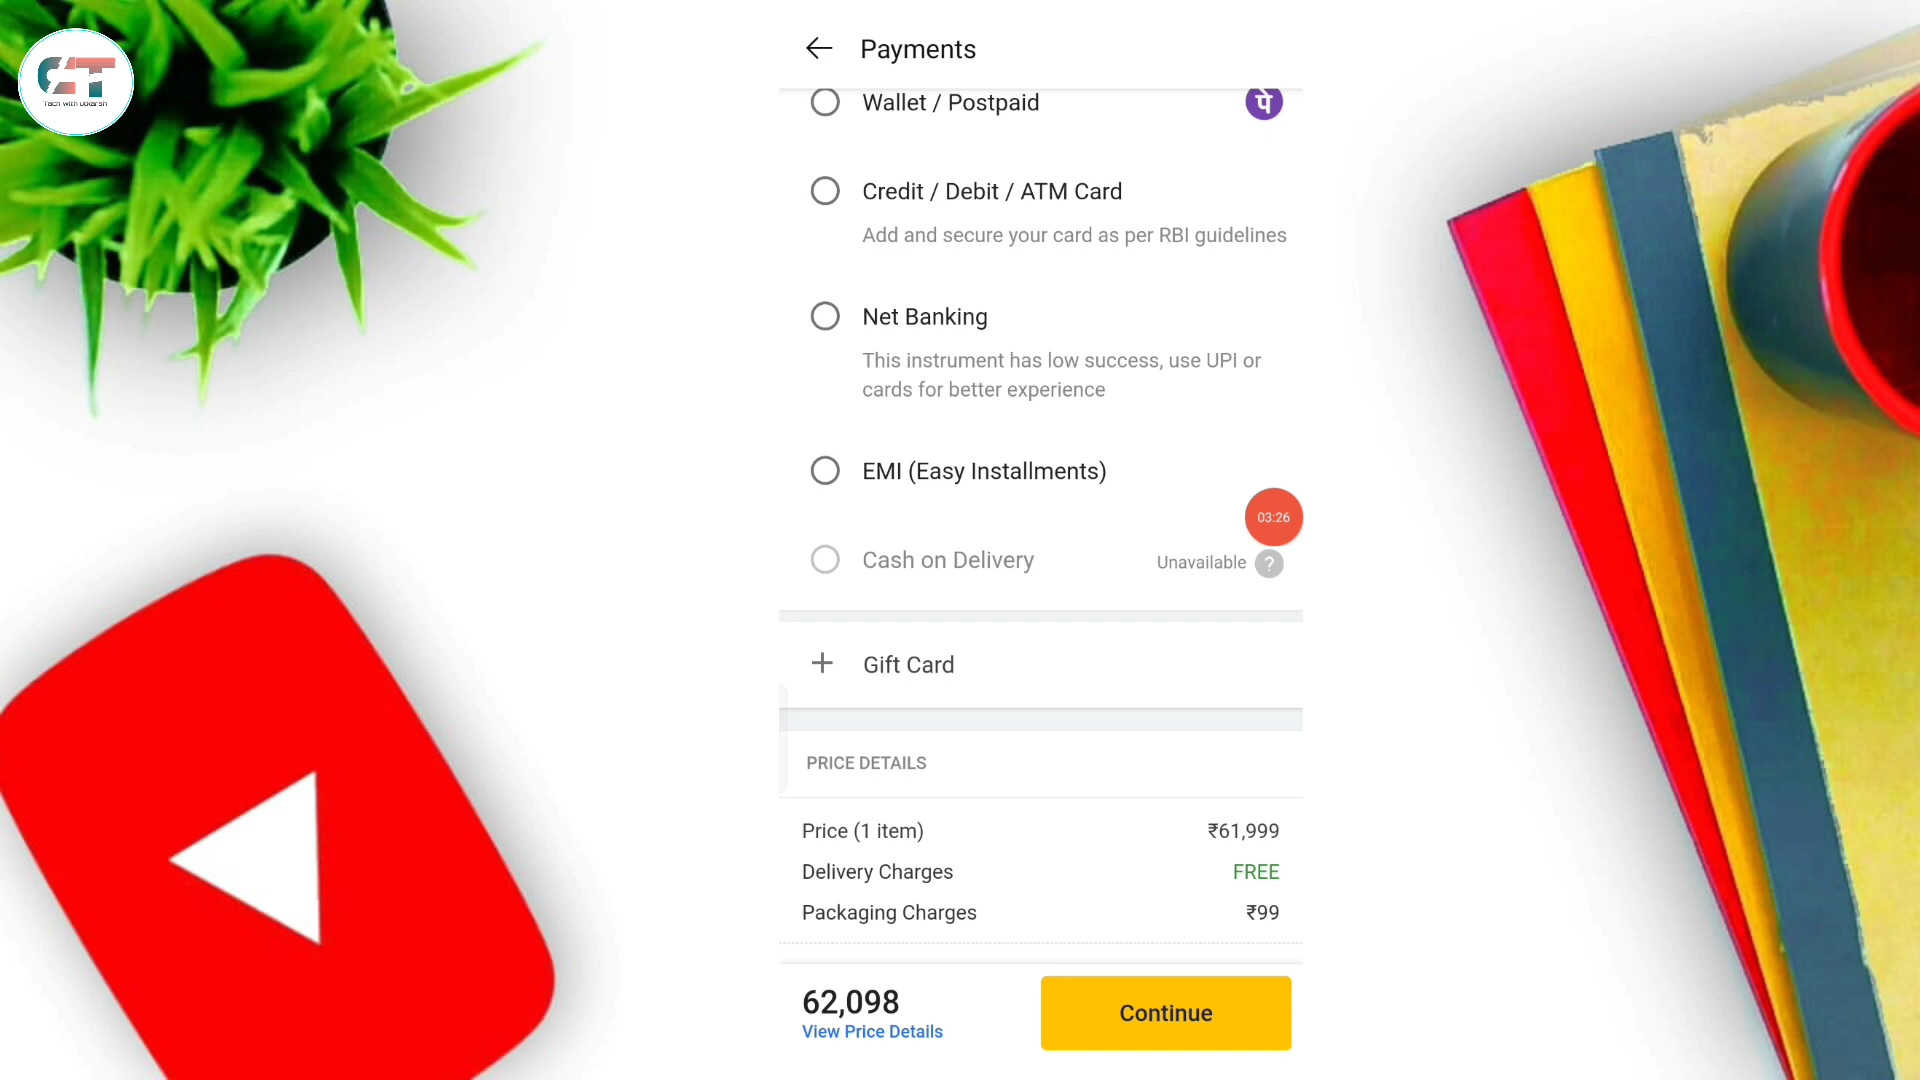 Tech with Utkarsh
Payments
Wallet / Postpaid
पे
Credit / Debit / ATM Card
Add and secure your card as per RBI guidelines
Net Banking
This instrument has low success, use UPI or
cards for better experience
EMI (Easy Installments)
03:26
Cash on Delivery
Unavailable ?
+ Gift Card
PRICE DETAILS
Price (1 item) ₹61,999
Delivery Charges FREE
Packaging Charges ₹99
62,098
View Price Details
Continue